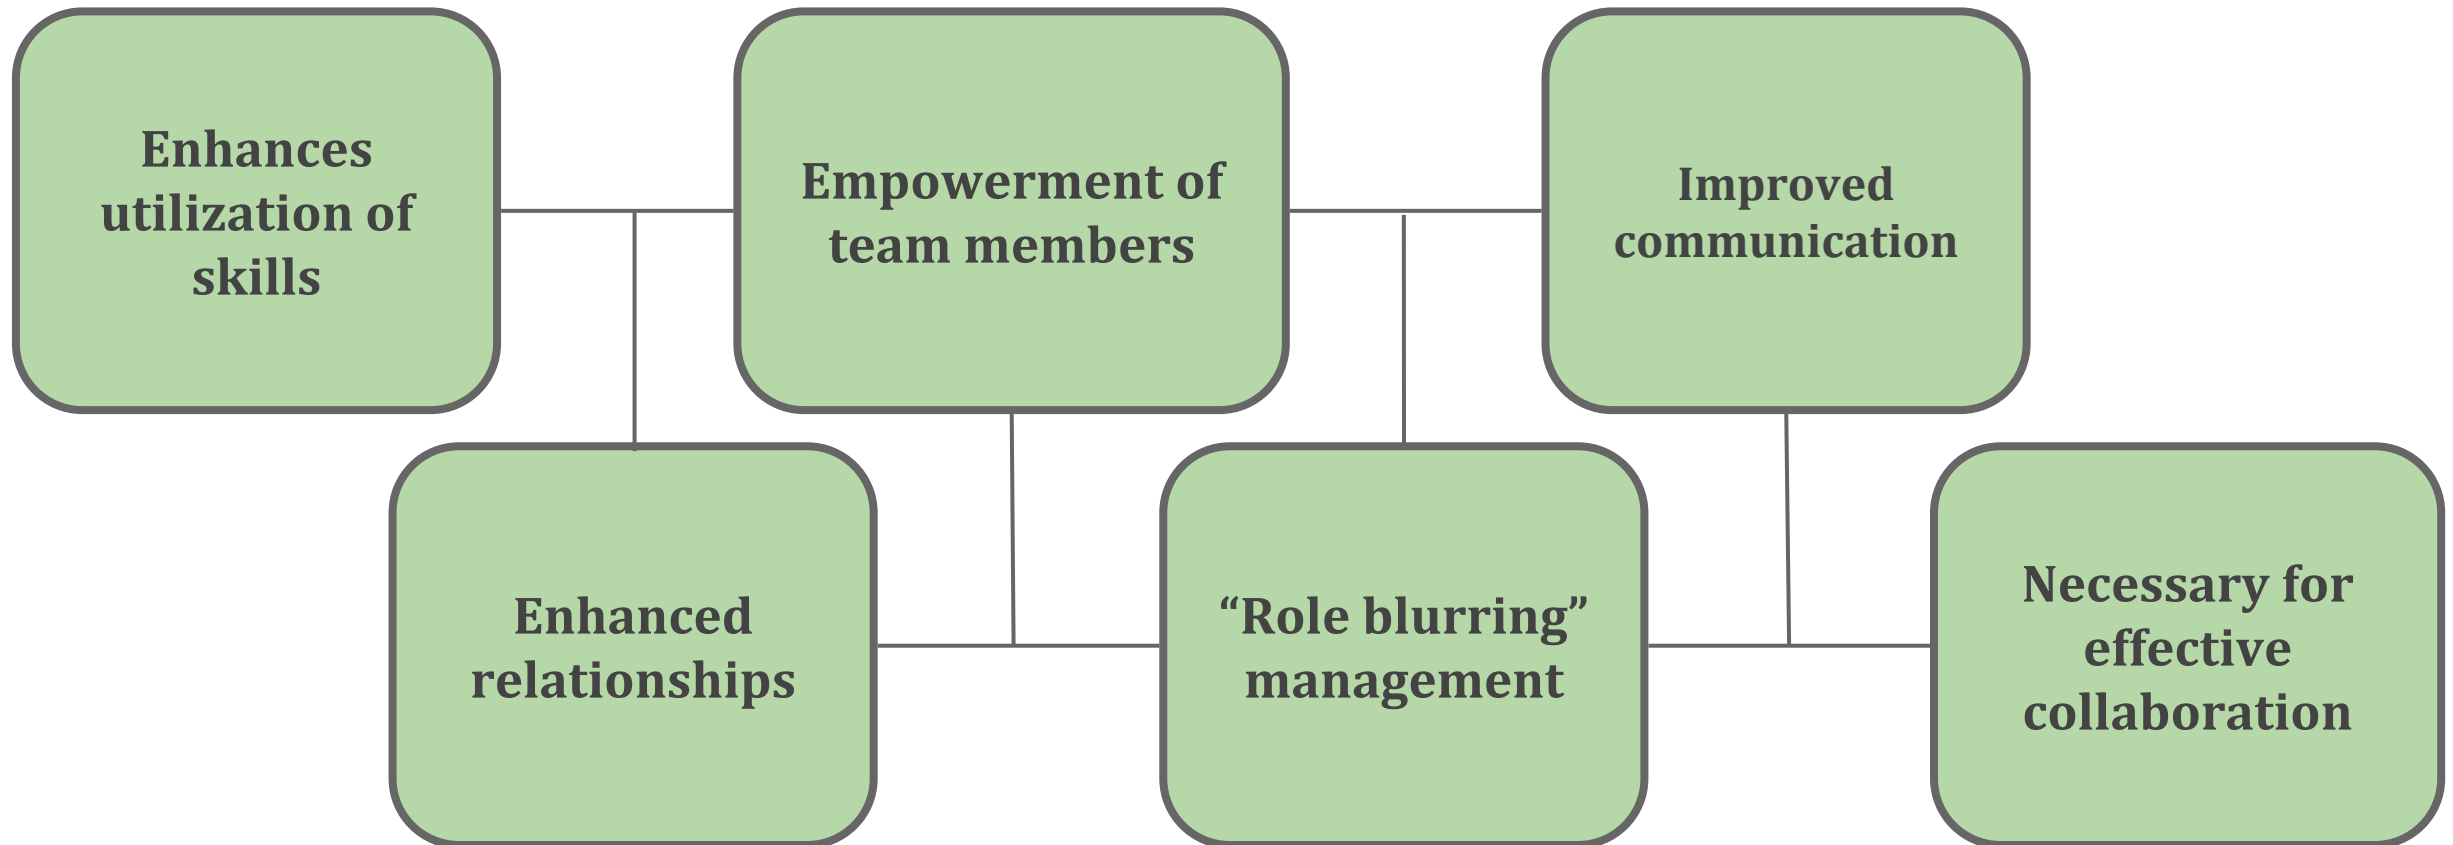 Enhances
utilization of
skills
Empowerment of
team members
Improved
communication
Enhanced
relationships
“Role blurring”
management
Necessary for
effective
collaboration